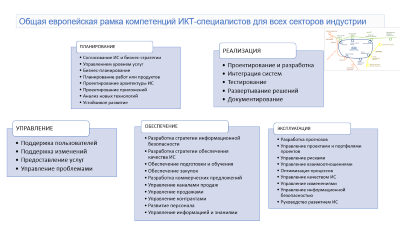 Общая европейская рамка компетенций ИКТ-специалистов для всех секторов индустрии
ПЛАНИРОВАНИЕ
• Согласование ИС и бизнес-стратегии
• Управление уровнем услуг
• Бизнес-планирование
• Планирование работ или продуктов
• Проектирование архитектуры ИС
• Проектирование приложений
• Анализ новых технологий
• Устойчивое развитие
РЕАЛИЗАЦИЯ
• Проектирование и разработка
• Интеграция систем
• Тестирование
• Развертывание решений
• Документирование
УПРАВЛЕНИЕ
• Поддержка пользователей
• Поддержка изменений
• Предоставление услуг
• Управление проблемами
ОБЕСПЕЧЕНИЕ
• Разработка стратегии информационной
безопасности
• Разработка стратегии обеспечения
качества ИС
• Обеспечение подготовки и обучения
• Обеспечение закупок
• Разработка коммерческих предложений
• Управление каналами продаж
• Управление продажами
• Управление контрактами
• Развитие персонала
• Управление информацией и знаниями
ЭКСПЛУАТАЦИЯ
• Разработка прогнозов
• Управление проектами и портфелями
проектов
• Управление рисками
• Управление взаимоотношениями
• Оптимизация процессов
• Управление качеством ИС
• Управление изменениями
• Управление информационной
безопасностью
• Руководство развитием ИС